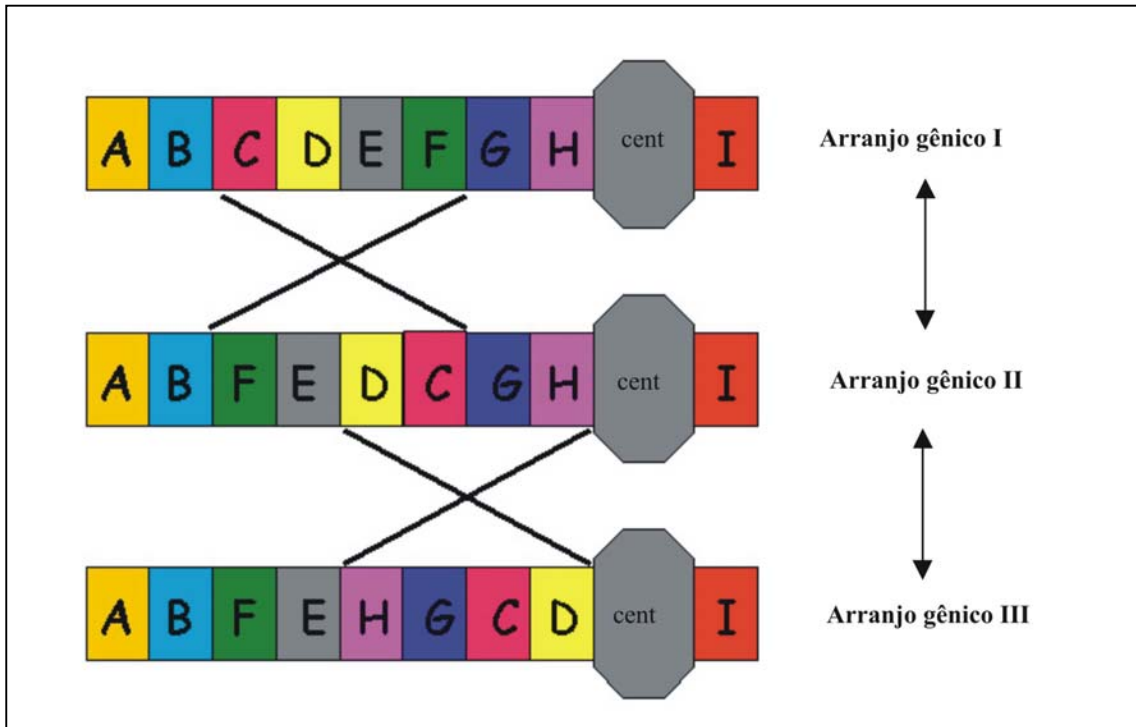 A B C D E F G H cent I Arranjo gênico I
A B F E D C G H cent I Arranjo gênico II
A B F E H G C D cent I Arranjo gênico III